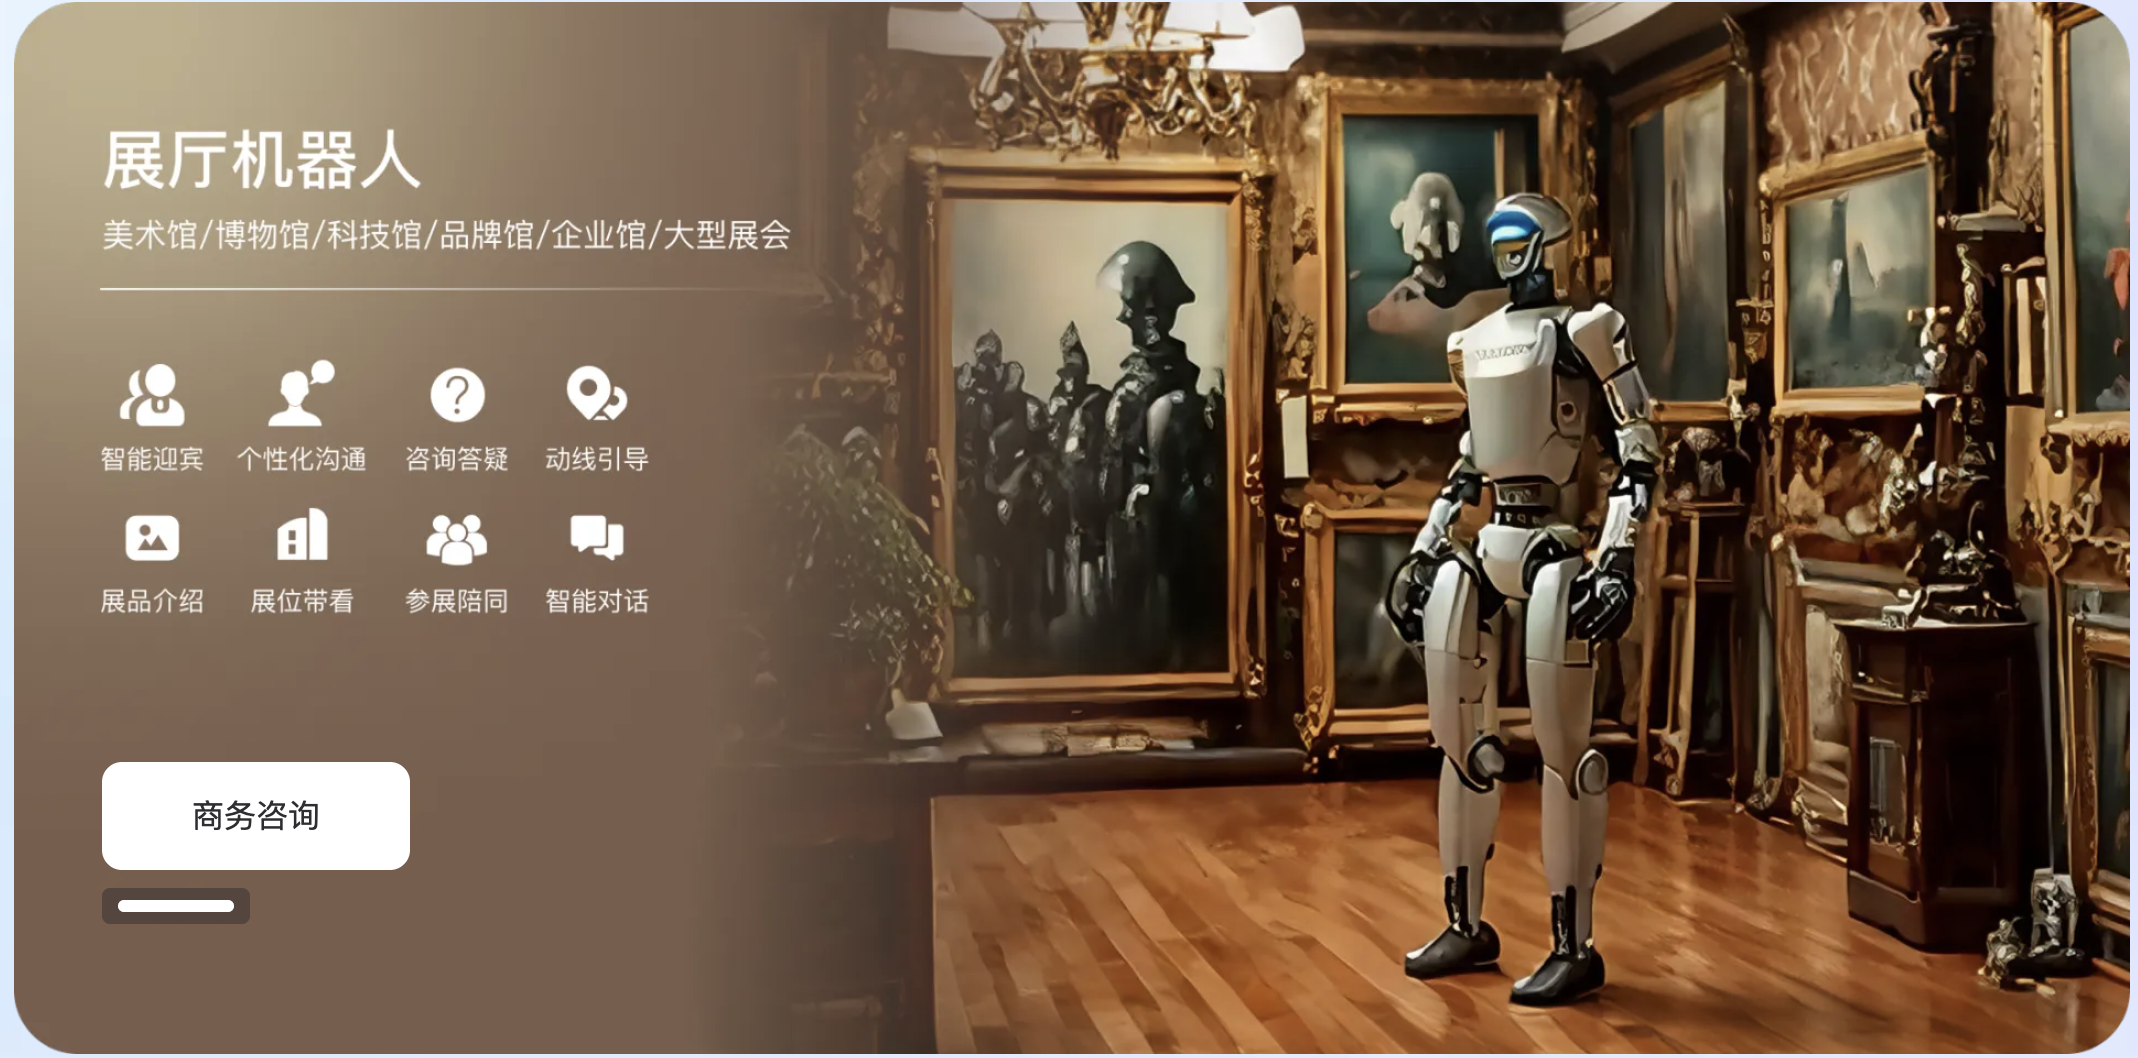 展厅机器人
美术馆/博物馆/科技馆/品牌馆/企业馆/大型展会
智能迎宾 个性化沟通 咨询答疑 动线引导
展品介绍 展位带看 参展陪同 智能对话
商务咨询